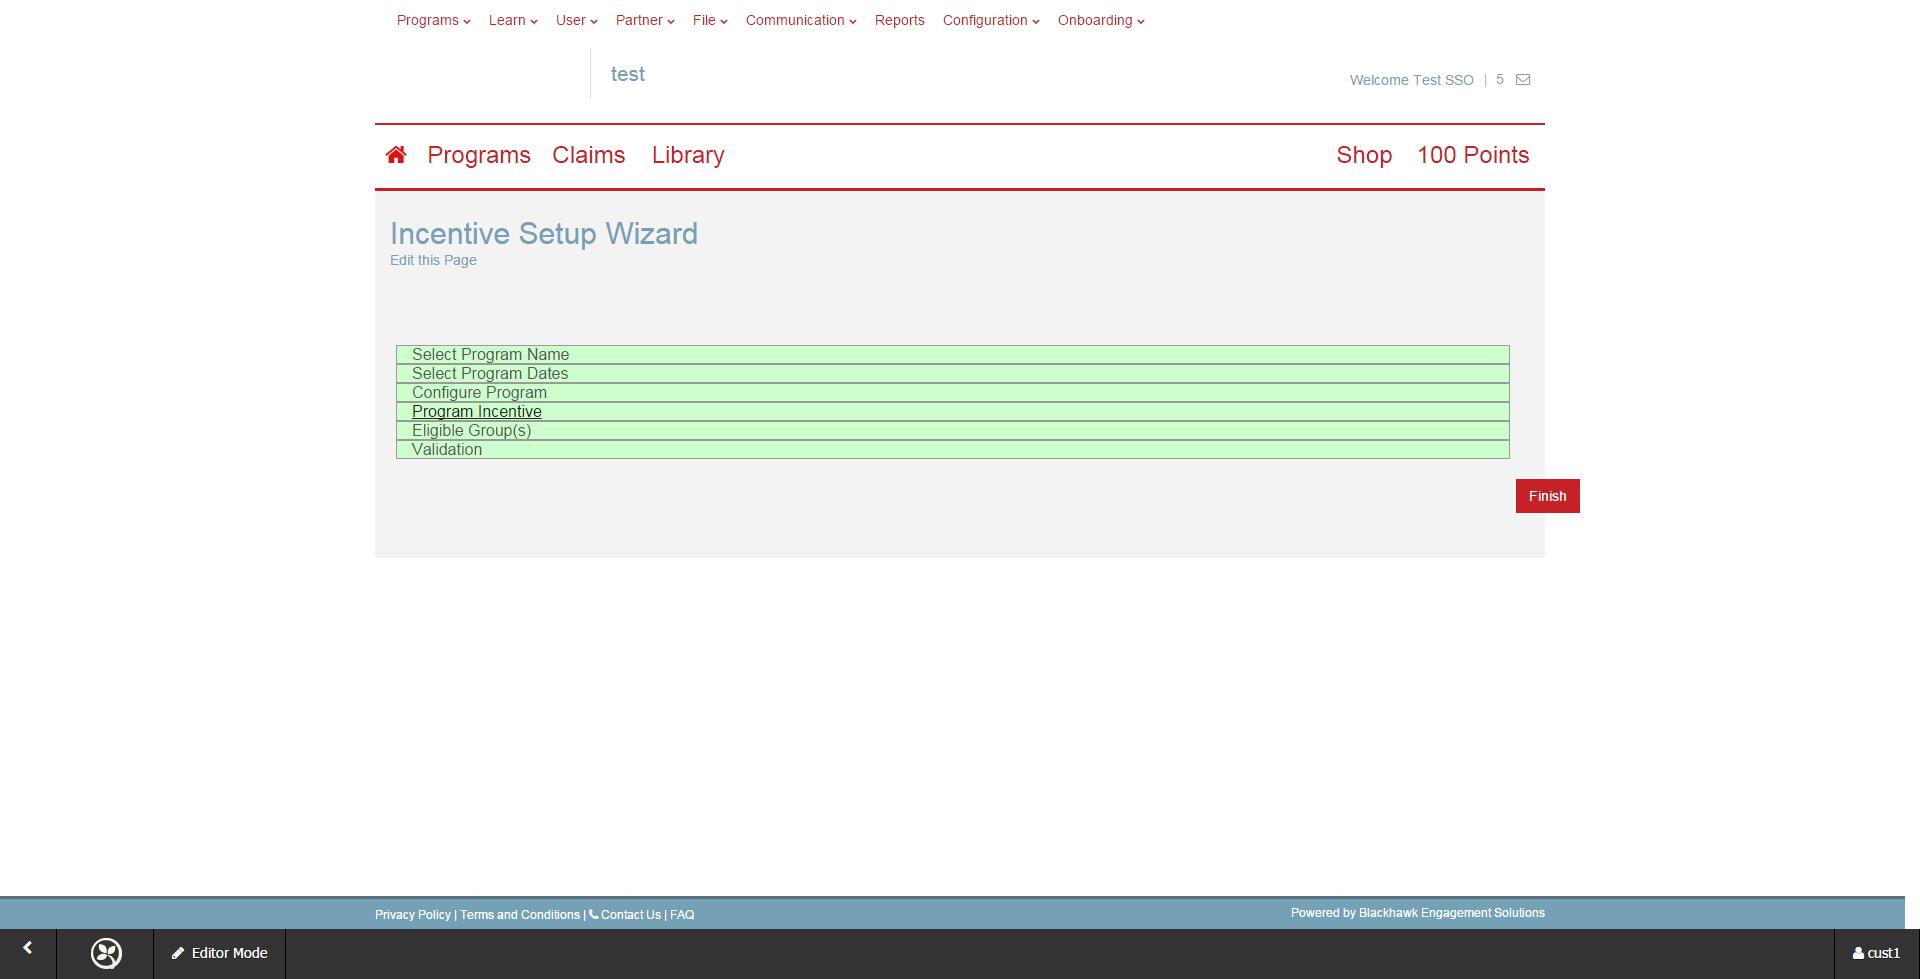 Programs Learn User Partner File Communication Reports Configuration Onboarding
test
Welcome Test SSO | 5
Programs Claims Library Shop 100 Points
Incentive Setup Wizard
Edit this Page
Select Program Name
Select Program Dates
Configure Program
Program Incentive
Eligible Group(s)
Validation
Finish
Privacy Policy | Terms and Conditions | Contact Us | FAQ
Powered by Blackhawk Engagement Solutions
Editor Mode
cust1